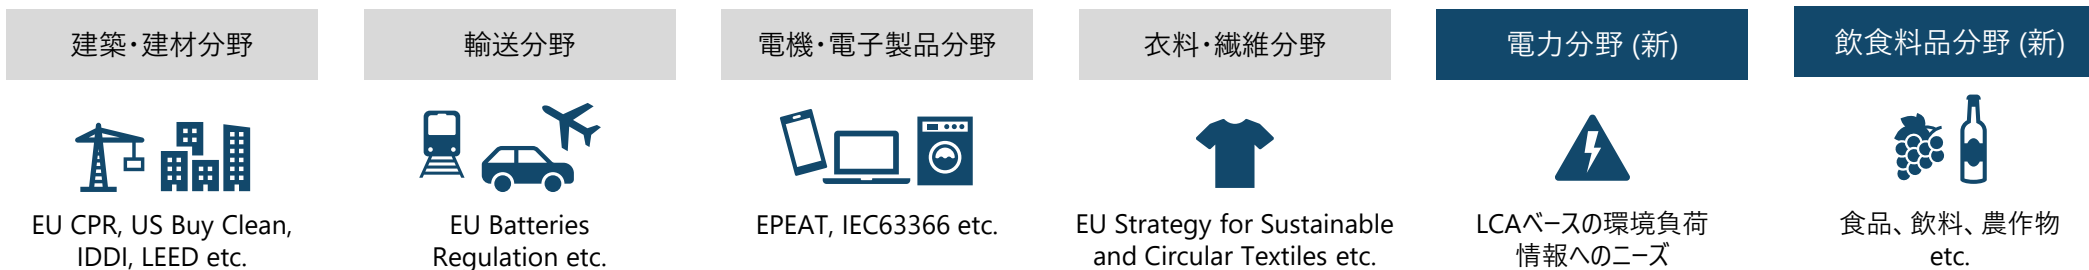 建築・建材分野
輸送分野
電機・電子製品分野
衣料・繊維分野
電力分野 (新)
飲食料品分野 (新)
EU CPR, US Buy Clean,
IDDI, LEED etc.
EU Batteries
Regulation etc.
EPEAT, IEC63366 etc.
EU Strategy for Sustainable
and Circular Textiles etc.
LCAベースの環境負荷
情報へのニーズ
食品、飲料、農作物
etc.